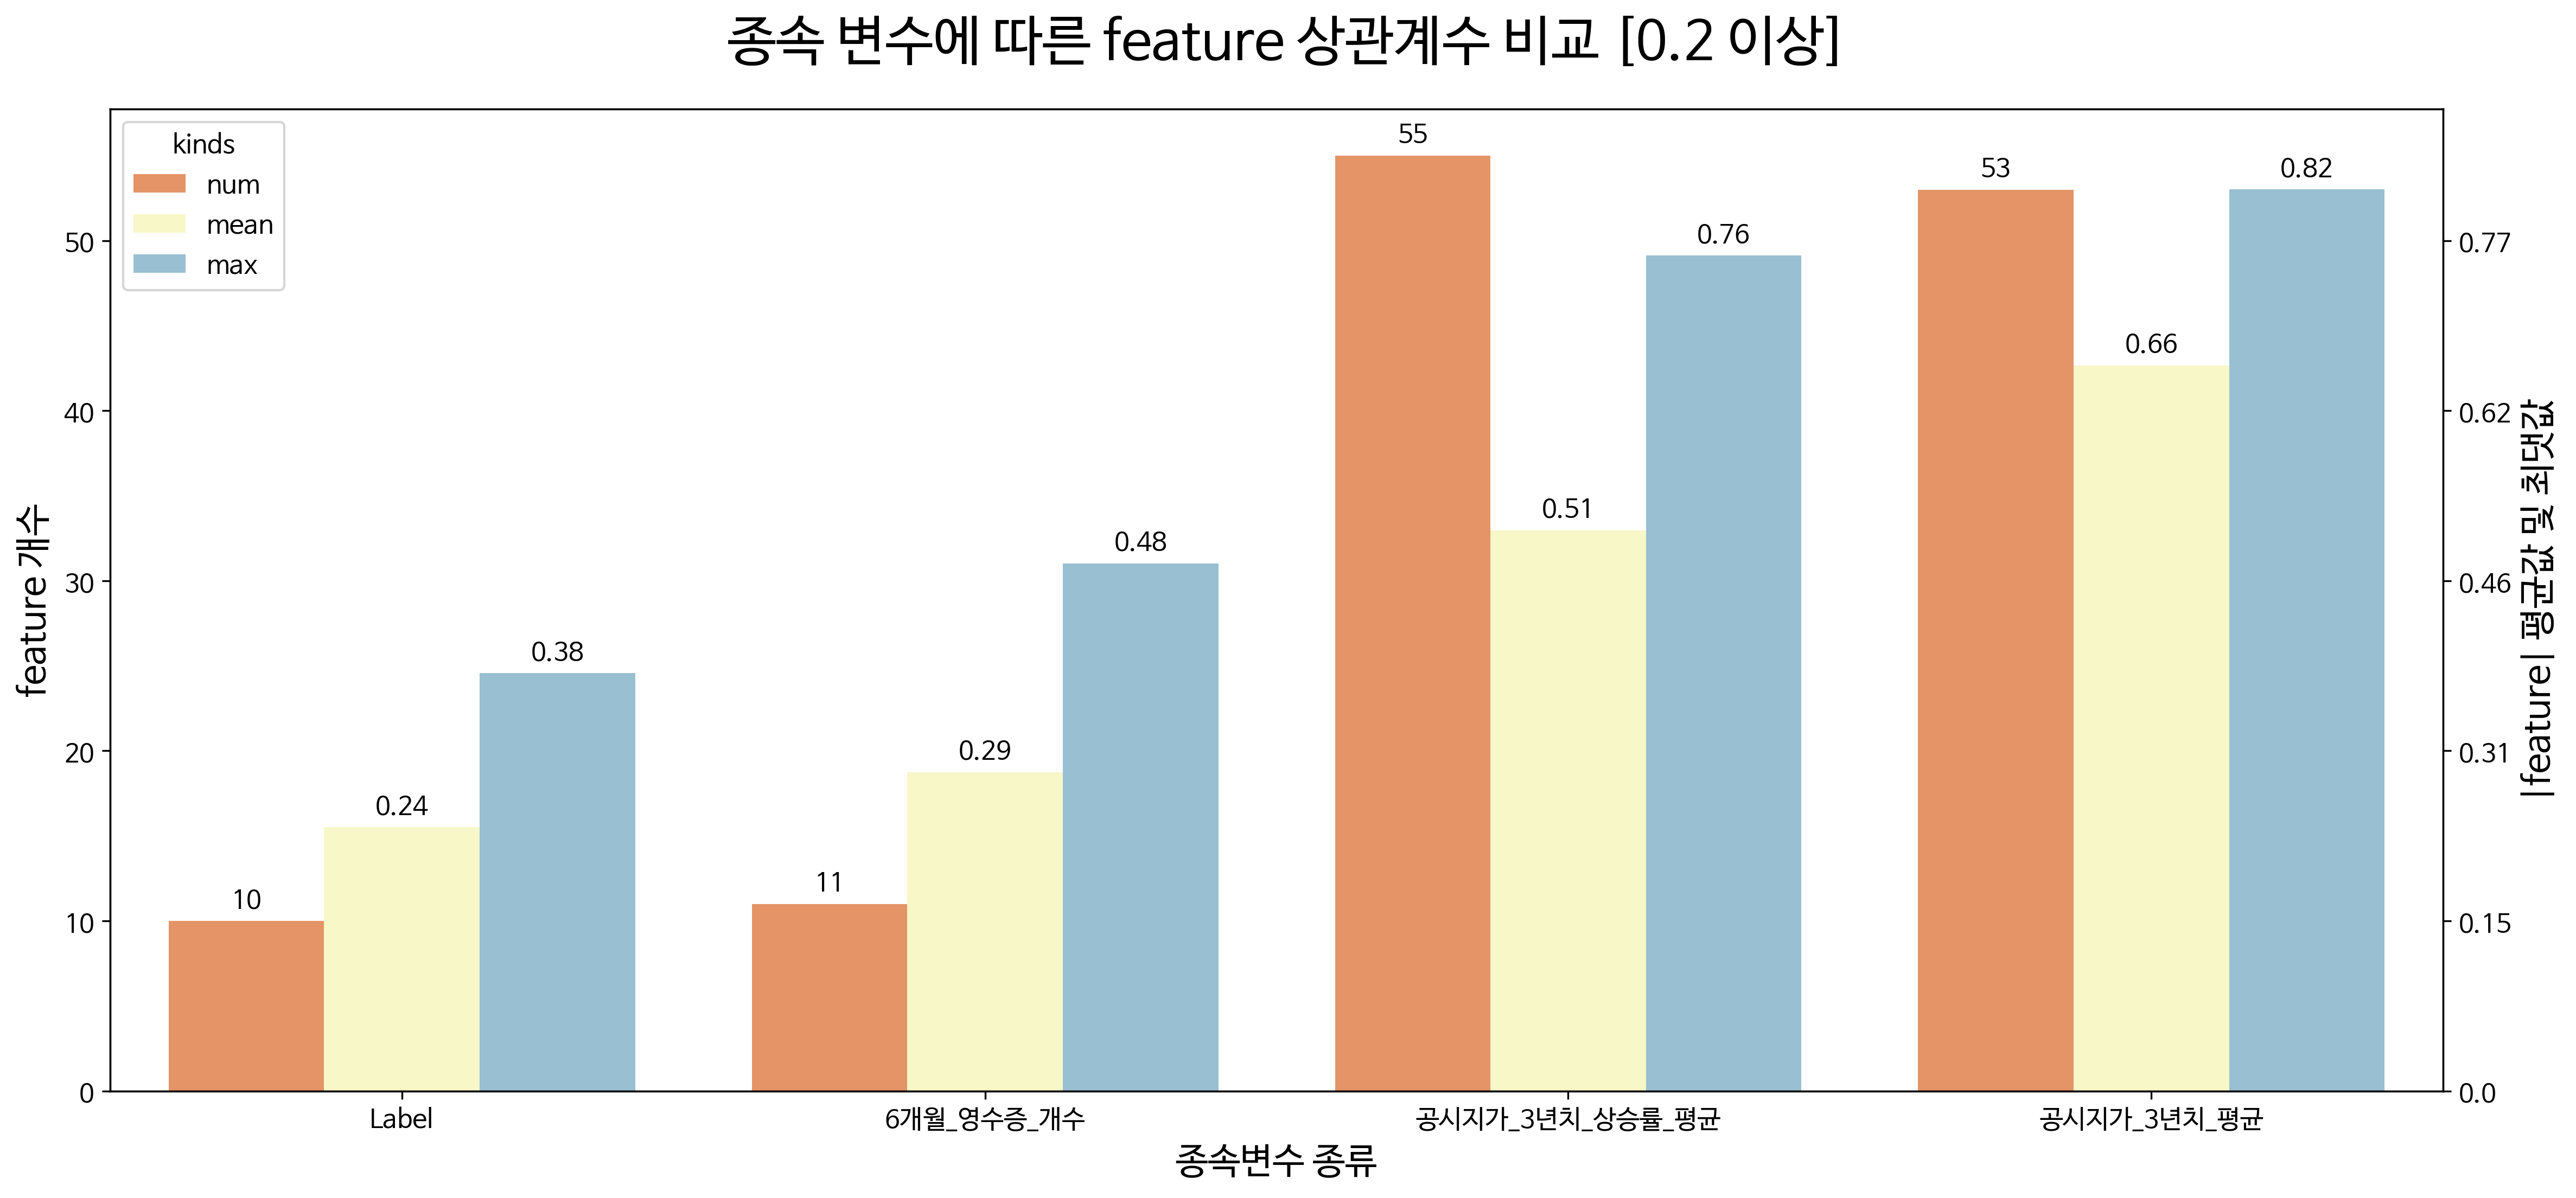 종속 변수에 따른 feature 상관계수 비교 [0.2 이상]
kinds
num
mean
max
feature 개수
0
10
20
30
40
50
10
0.24
0.38
11
0.29
0.48
55
0.51
0.76
53
0.66
0.82
0.0
0.15
0.31
0.46
0.62
0.77
|feature| 평균값 및 최댓값
Label
6개월_영수증_개수
공시지가_3년치_상승률_평균
공시지가_3년치_평균
종속변수 종류